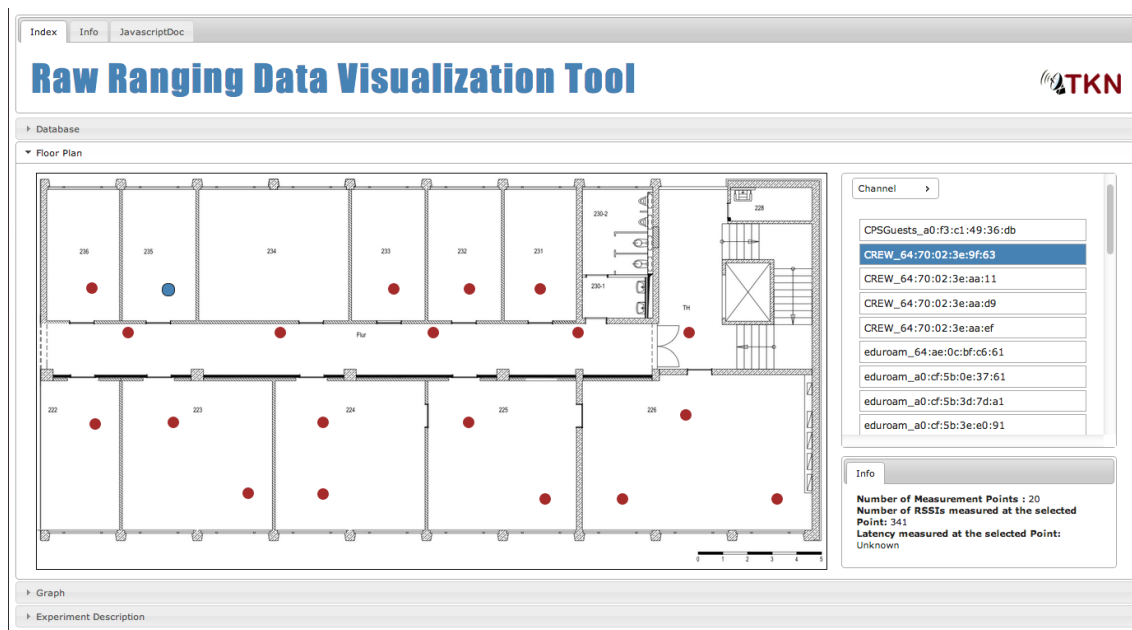 Index Info JavascriptDoc
Raw Ranging Data Visualization Tool
TKN
Database
Floor Plan
236 235 234 233 232 231 230-2 228
230-1
TH
Flur
222 223 224 225 226
0 1 2 3 4 5
Channel
CPSGuests_a0:f3:c1:49:36:db
CREW_64:70:02:3e:9f:63
CREW_64:70:02:3e:aa:11
CREW_64:70:02:3e:aa:d9
CREW_64:70:02:3e:aa:ef
eduroam_64:ae:0c:bf:c6:61
eduroam_a0:cf:5b:0e:37:61
eduroam_a0:cf:5b:3d:7d:a1
eduroam_a0:cf:5b:3e:e0:91
Info
Number of Measurement Points : 20
Number of RSSIs measured at the selected
Point: 341
Latency measured at the selected Point:
Unknown
Graph
Experiment Description